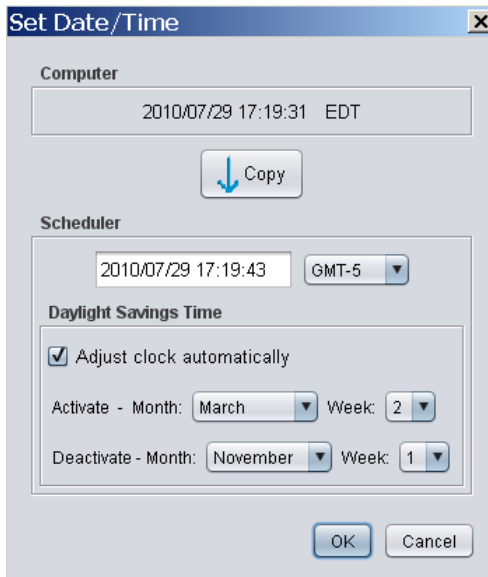 Set Date/Time
Computer
2010/07/29 17:19:31 EDT
Copy
Scheduler
2010/07/29 17:19:43 GMT-5
Daylight Savings Time
Adjust clock automatically
Activate - Month: March Week: 2
Deactivate - Month: November Week: 1
OK Cancel